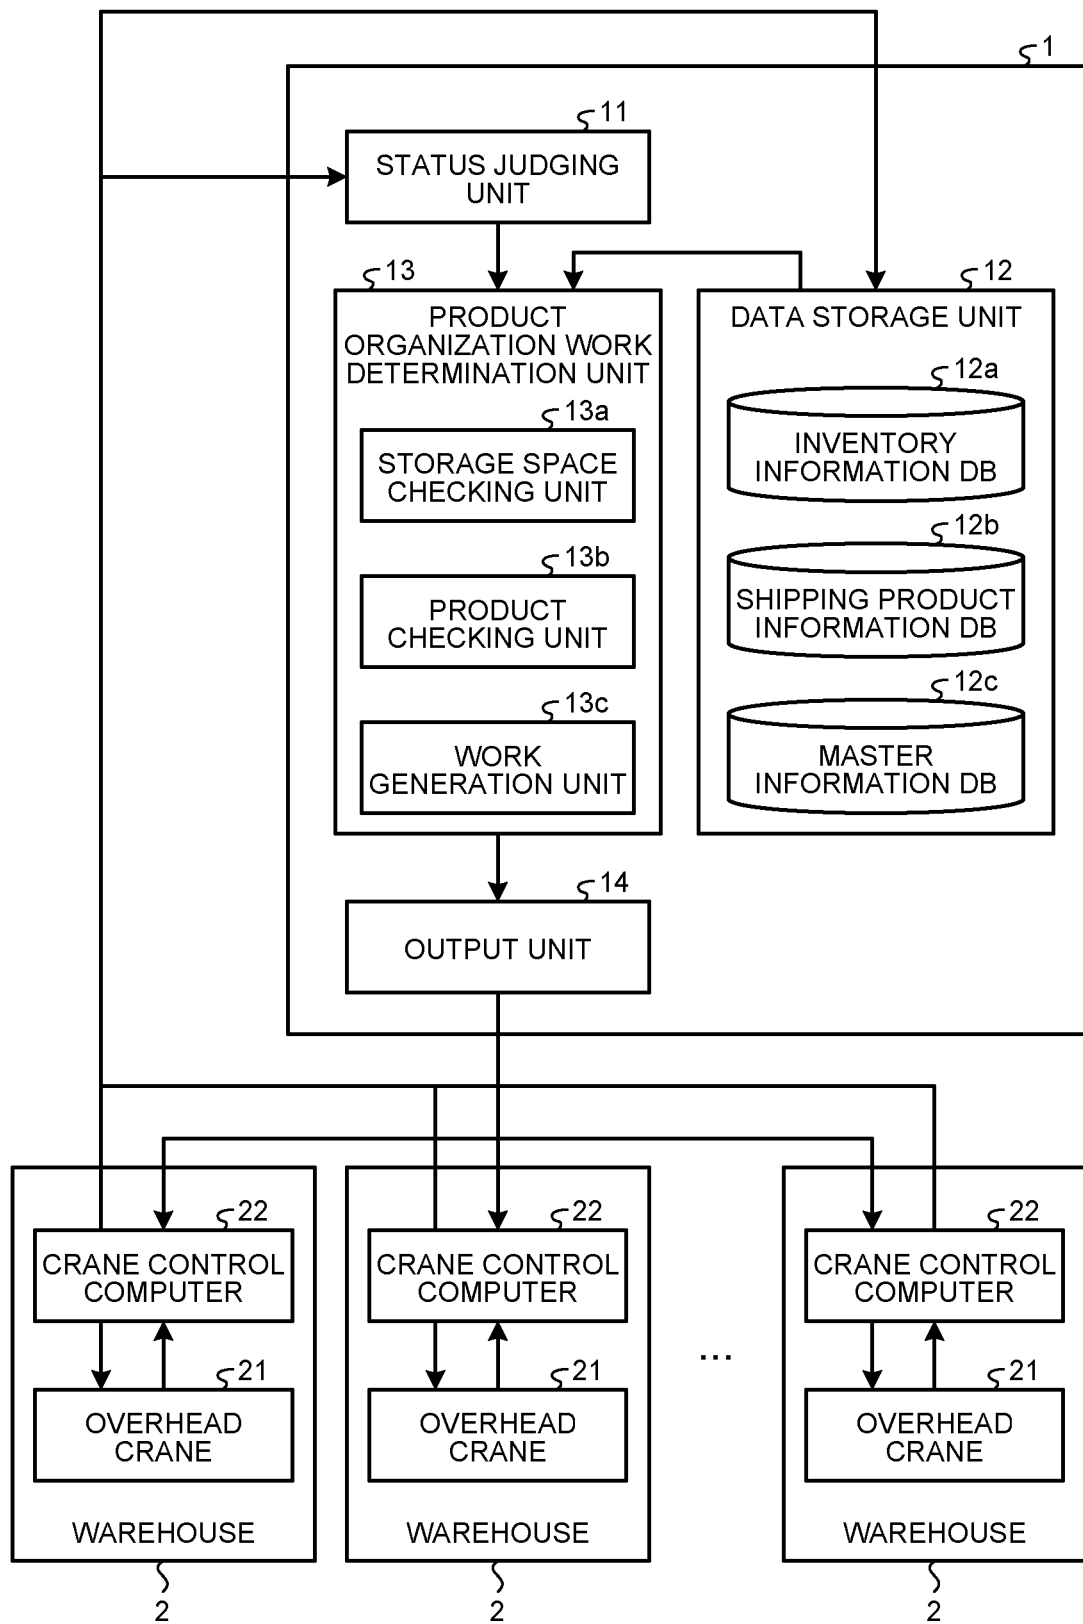 1
11
STATUS JUDGING
UNIT
13
PRODUCT
ORGANIZATION WORK
DETERMINATION UNIT
13a
STORAGE SPACE
CHECKING UNIT
13b
PRODUCT
CHECKING UNIT
13c
WORK
GENERATION UNIT
12
DATA STORAGE UNIT
12a
INVENTORY
INFORMATION DB
12b
SHIPPING PRODUCT
INFORMATION DB
12c
MASTER
INFORMATION DB
14
OUTPUT UNIT
22
CRANE CONTROL
COMPUTER
21
OVERHEAD
CRANE
WAREHOUSE
2
22
CRANE CONTROL
COMPUTER
21
OVERHEAD
CRANE
WAREHOUSE
2
...
22
CRANE CONTROL
COMPUTER
21
OVERHEAD
CRANE
WAREHOUSE
2